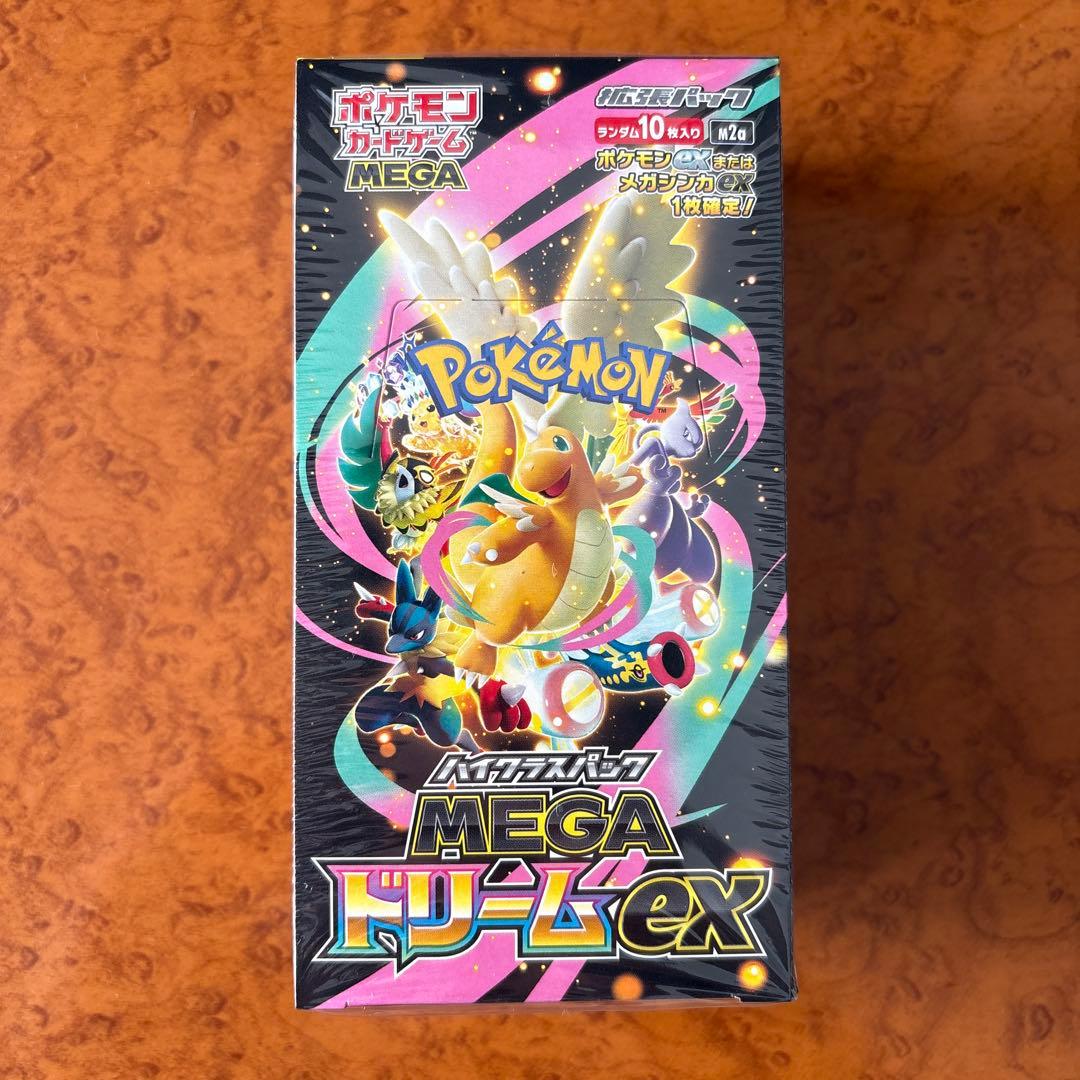 ポケモン
カードゲーム™
MEGA
拡張パック
ランダム10枚入り M2a
ポケモンexまたは
メガシンカex
1枚確定!
POKéMON™
ハイクラスパック
MEGA
ドリームex